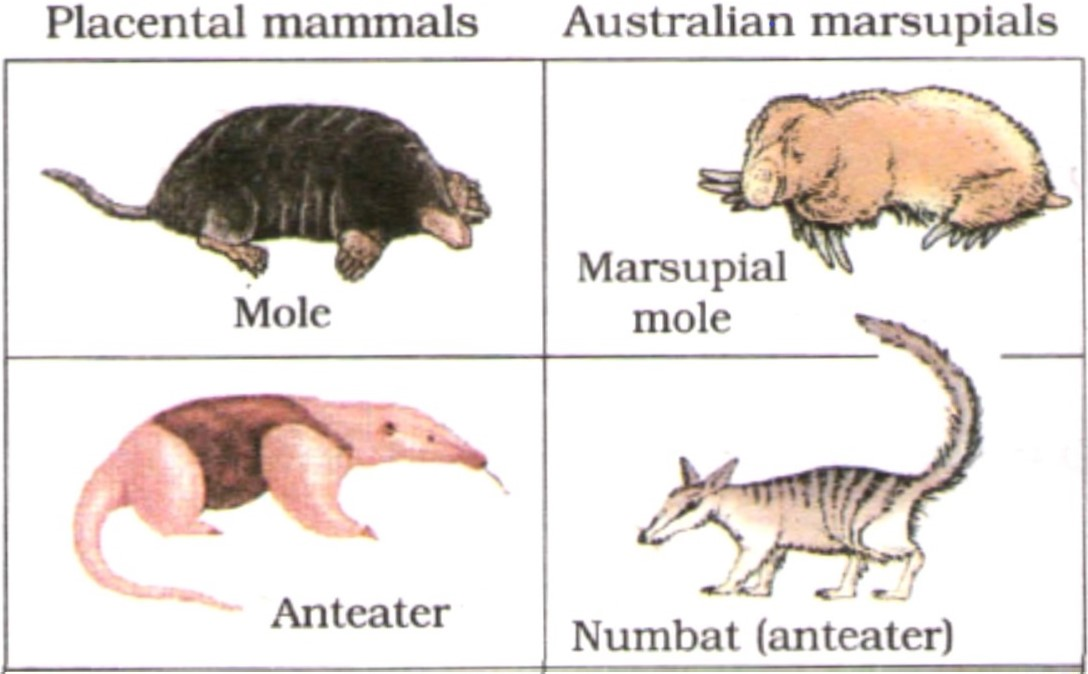 Placental mammals
Australian marsupials
Mole
Marsupial
mole
Anteater
Numbat (anteater)